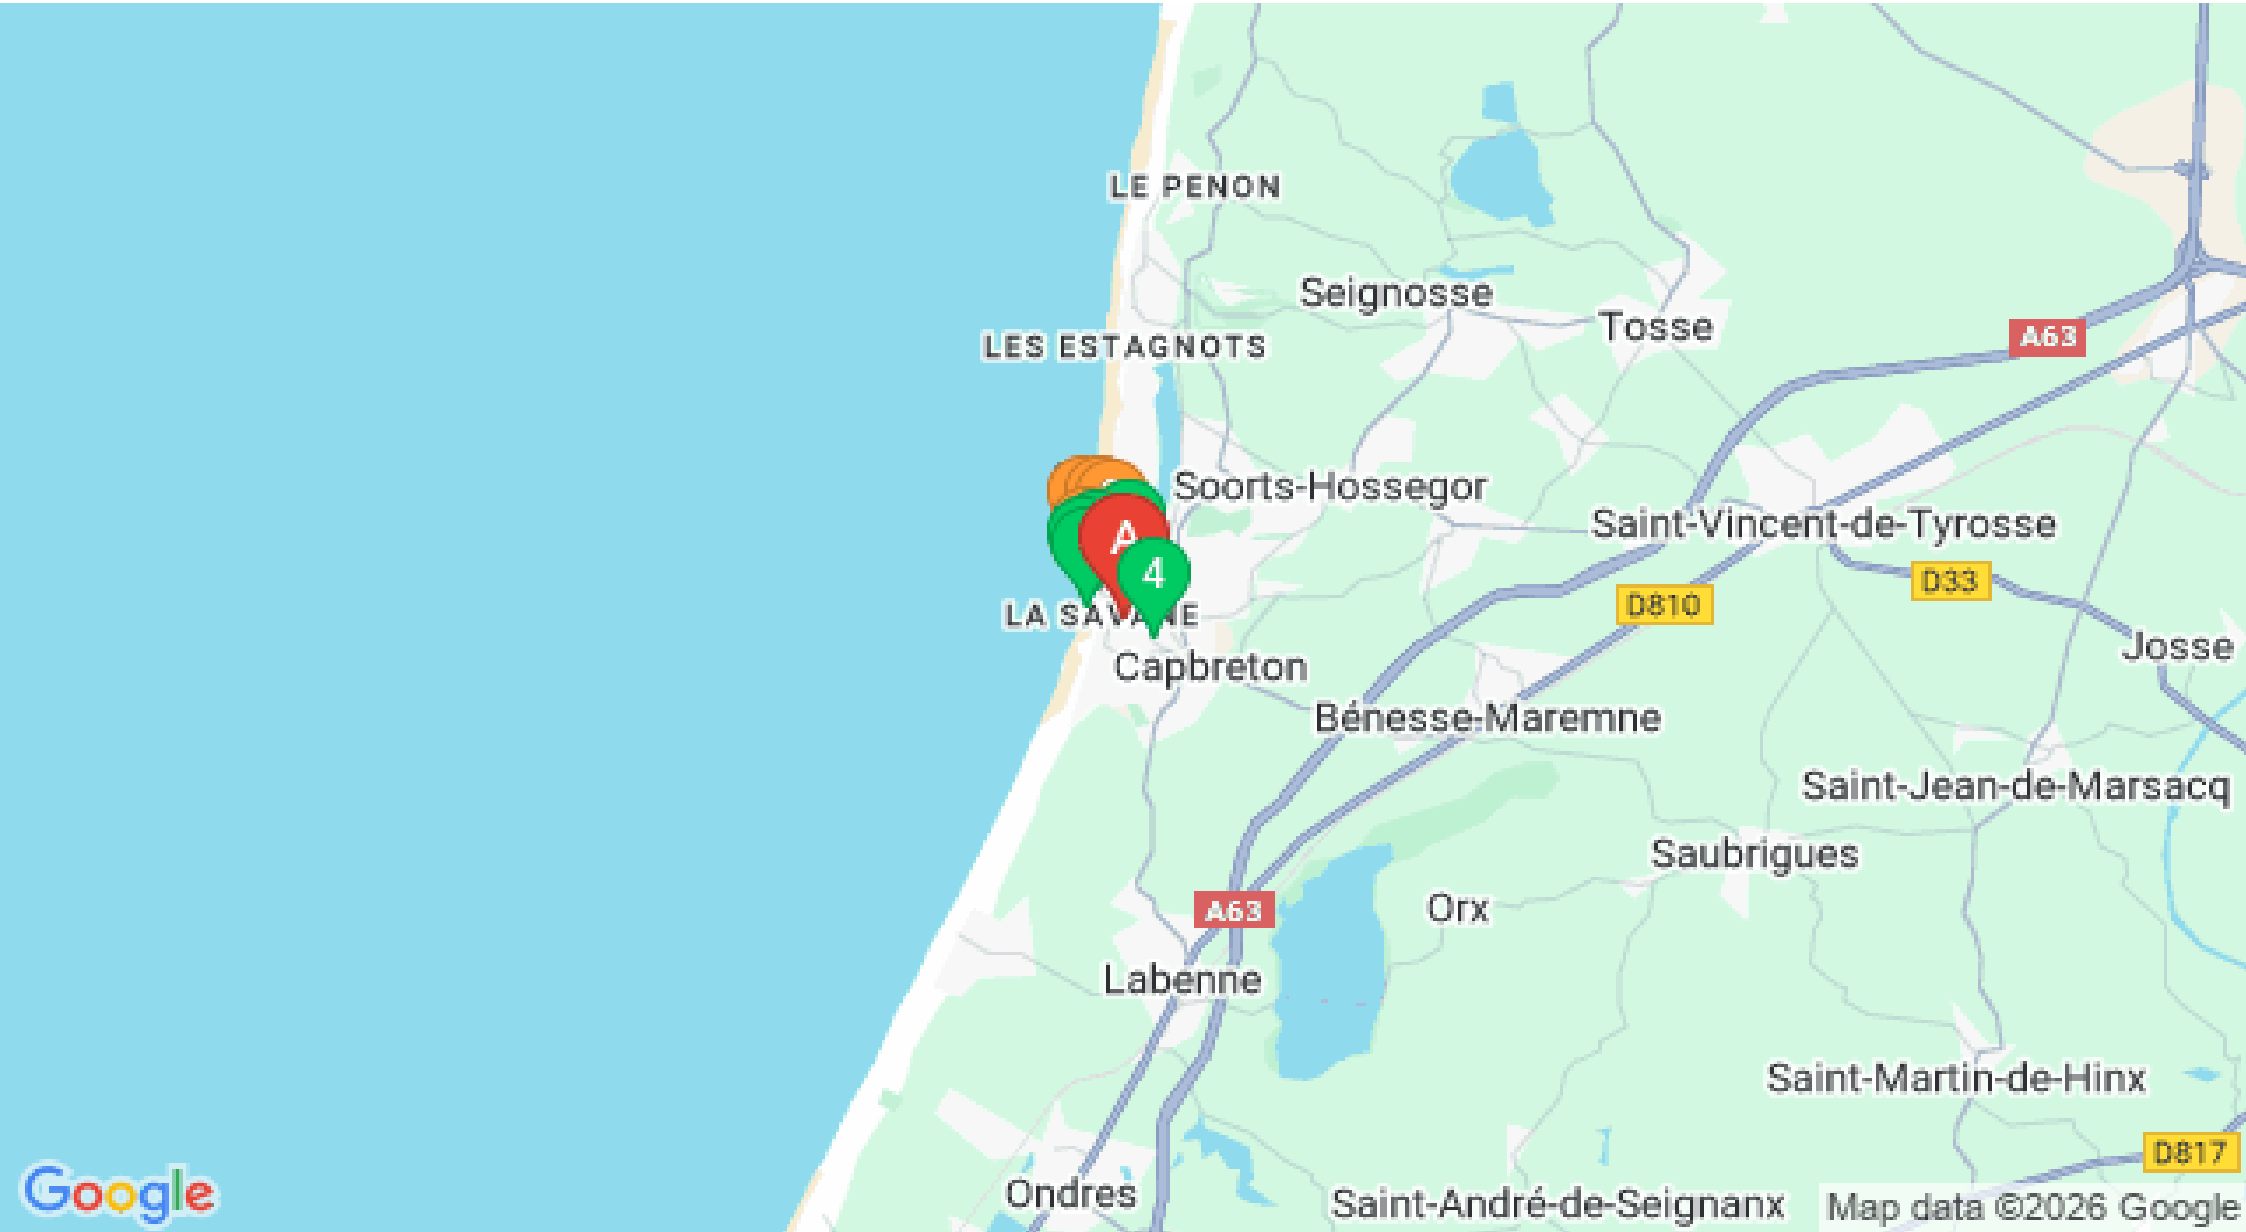 LE PENON
Seignosse
Tosse
A63
LES ESTAGNOTS
Soorts-Hossegor
Saint-Vincent-de-Tyrosse
A
4
D33
D810
LA SAVANE
Josse
Capbreton
Bénesse-Maremne
Saint-Jean-de-Marsacq
Saubrigues
A63
Orx
Labenne
Saint-Martin-de-Hinx
D817
Google
Ondres
Saint-André-de-Seignanx
Map data ©2026 Google